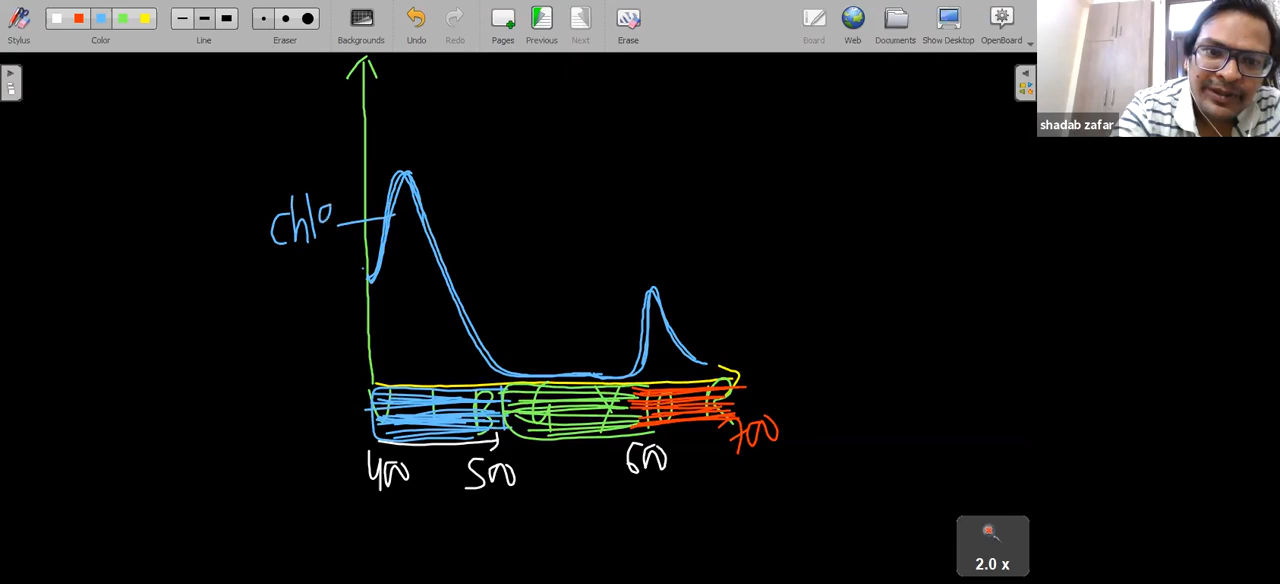 Stylus
Color
Line
Eraser
Backgrounds
Undo
Redo
Pages
Previous
Next
Erase
Board
Web
Documents
Show Desktop
OpenBoard
shadab zafar
chlo
B G Y O
400
500
600
700
2.0 x